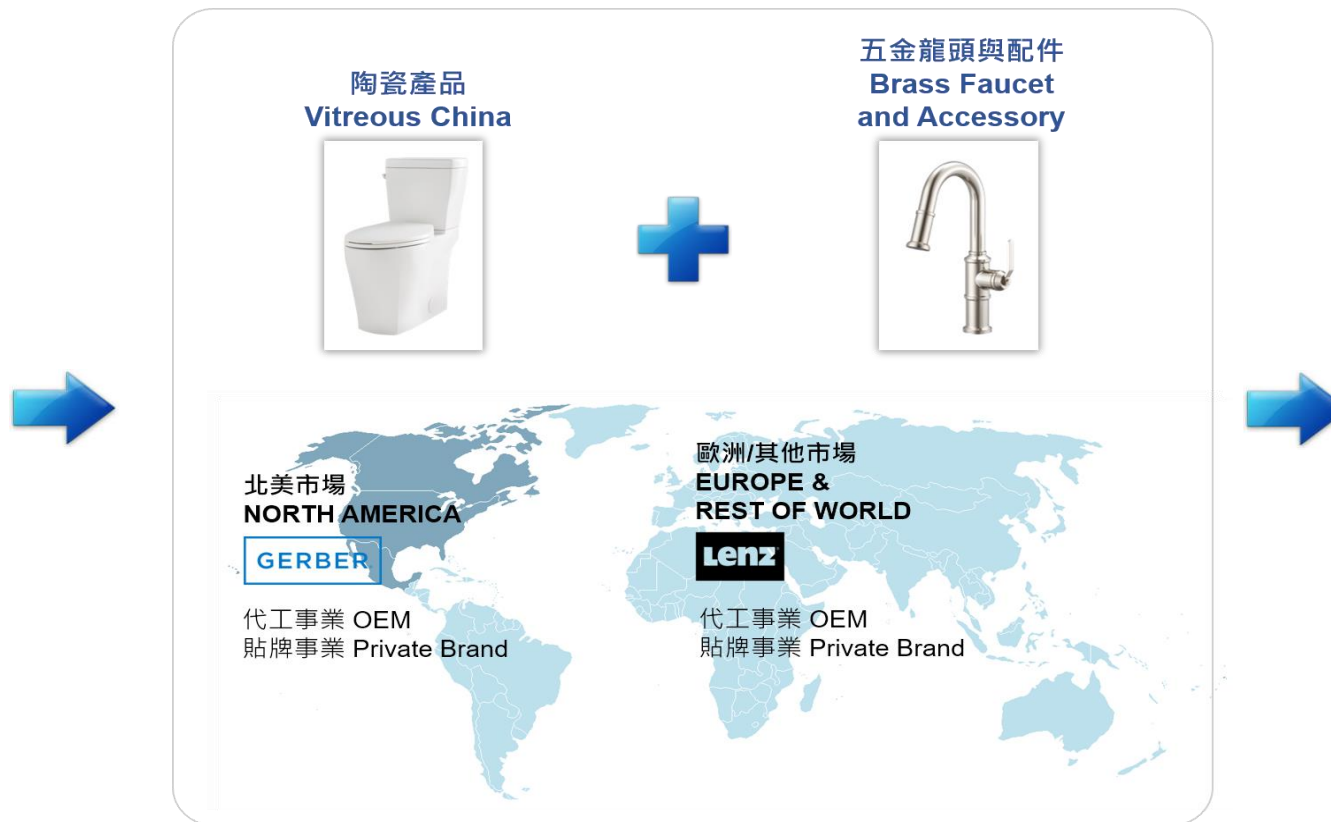 陶瓷產品
Vitreous China
五金龍頭與配件
Brass Faucet
and Accessory
北美市場
NORTH AMERICA
GERBER
代工事業 OEM
貼牌事業 Private Brand
歐洲/其他市場
EUROPE &
REST OF WORLD
Lenz
代工事業 OEM
貼牌事業 Private Brand